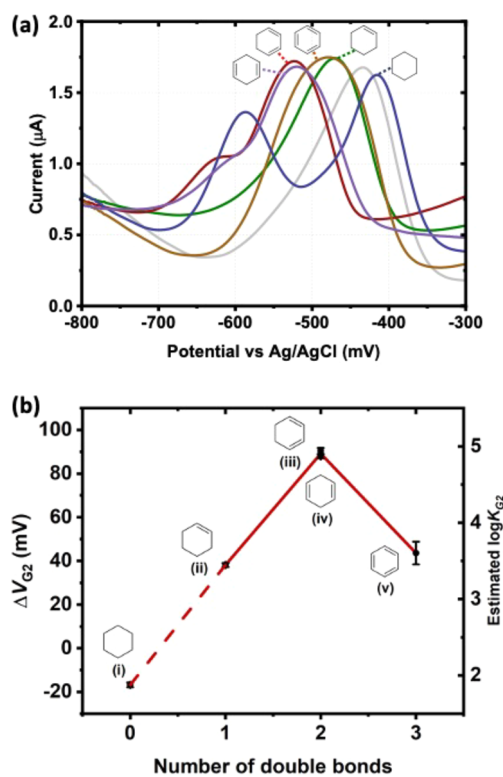 (a)
2.0
1.5
1.0
0.5
0.0
Current (μA)
-800 -700 -600 -500 -400 -300
Potential vs Ag/AgCl (mV)
(b)
100
80
60
40
20
0
-20
ΔV_G2 (mV)
5
4
3
2
Estimated logK_G2
(i)
(ii)
(iii)
(iv)
(v)
0 1 2 3
Number of double bonds